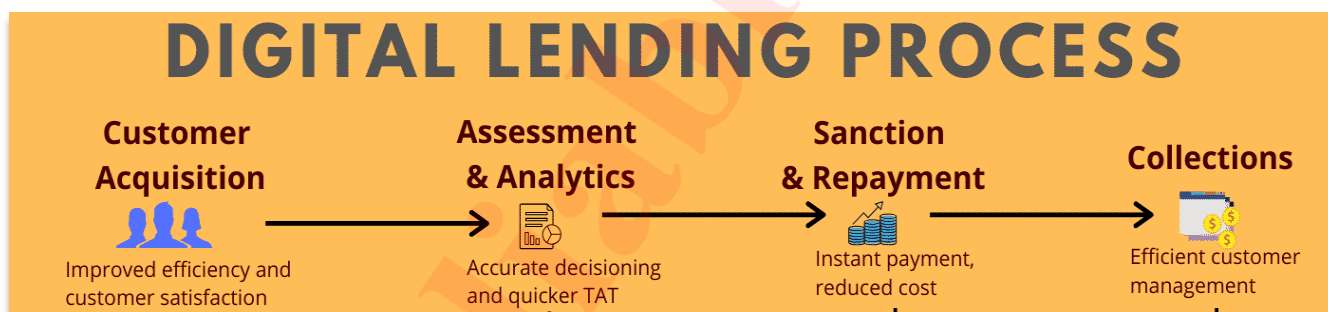 DIGITAL LENDING PROCESS
Customer
Acquisition
Improved efficiency and
customer satisfaction
Assessment
& Analytics
Accurate decisioning
and quicker TAT
Sanction
& Repayment
Instant payment,
reduced cost
Collections
Efficient customer
management